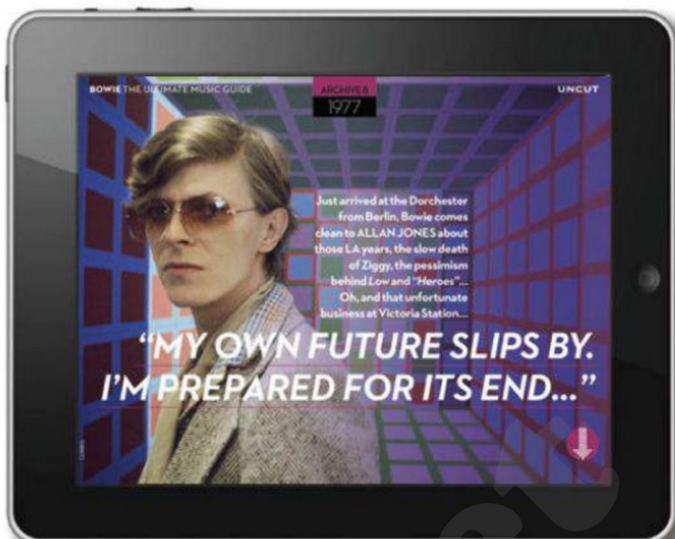 BOWIE THE ULTIMATE MUSIC GUIDE
ARCHIVE 8
1977
UNCUT
Just arrived at the Dorchester
from Berlin, Bowie comes
clean to ALLAN JONES about
those LA years, the slow death
of Ziggy, the pessimism
behind Low and "Heroes"...
Oh, and that unfortunate
business at Victoria Station...
“MY OWN FUTURE SLIPS BY.
I’M PREPARED FOR ITS END...”